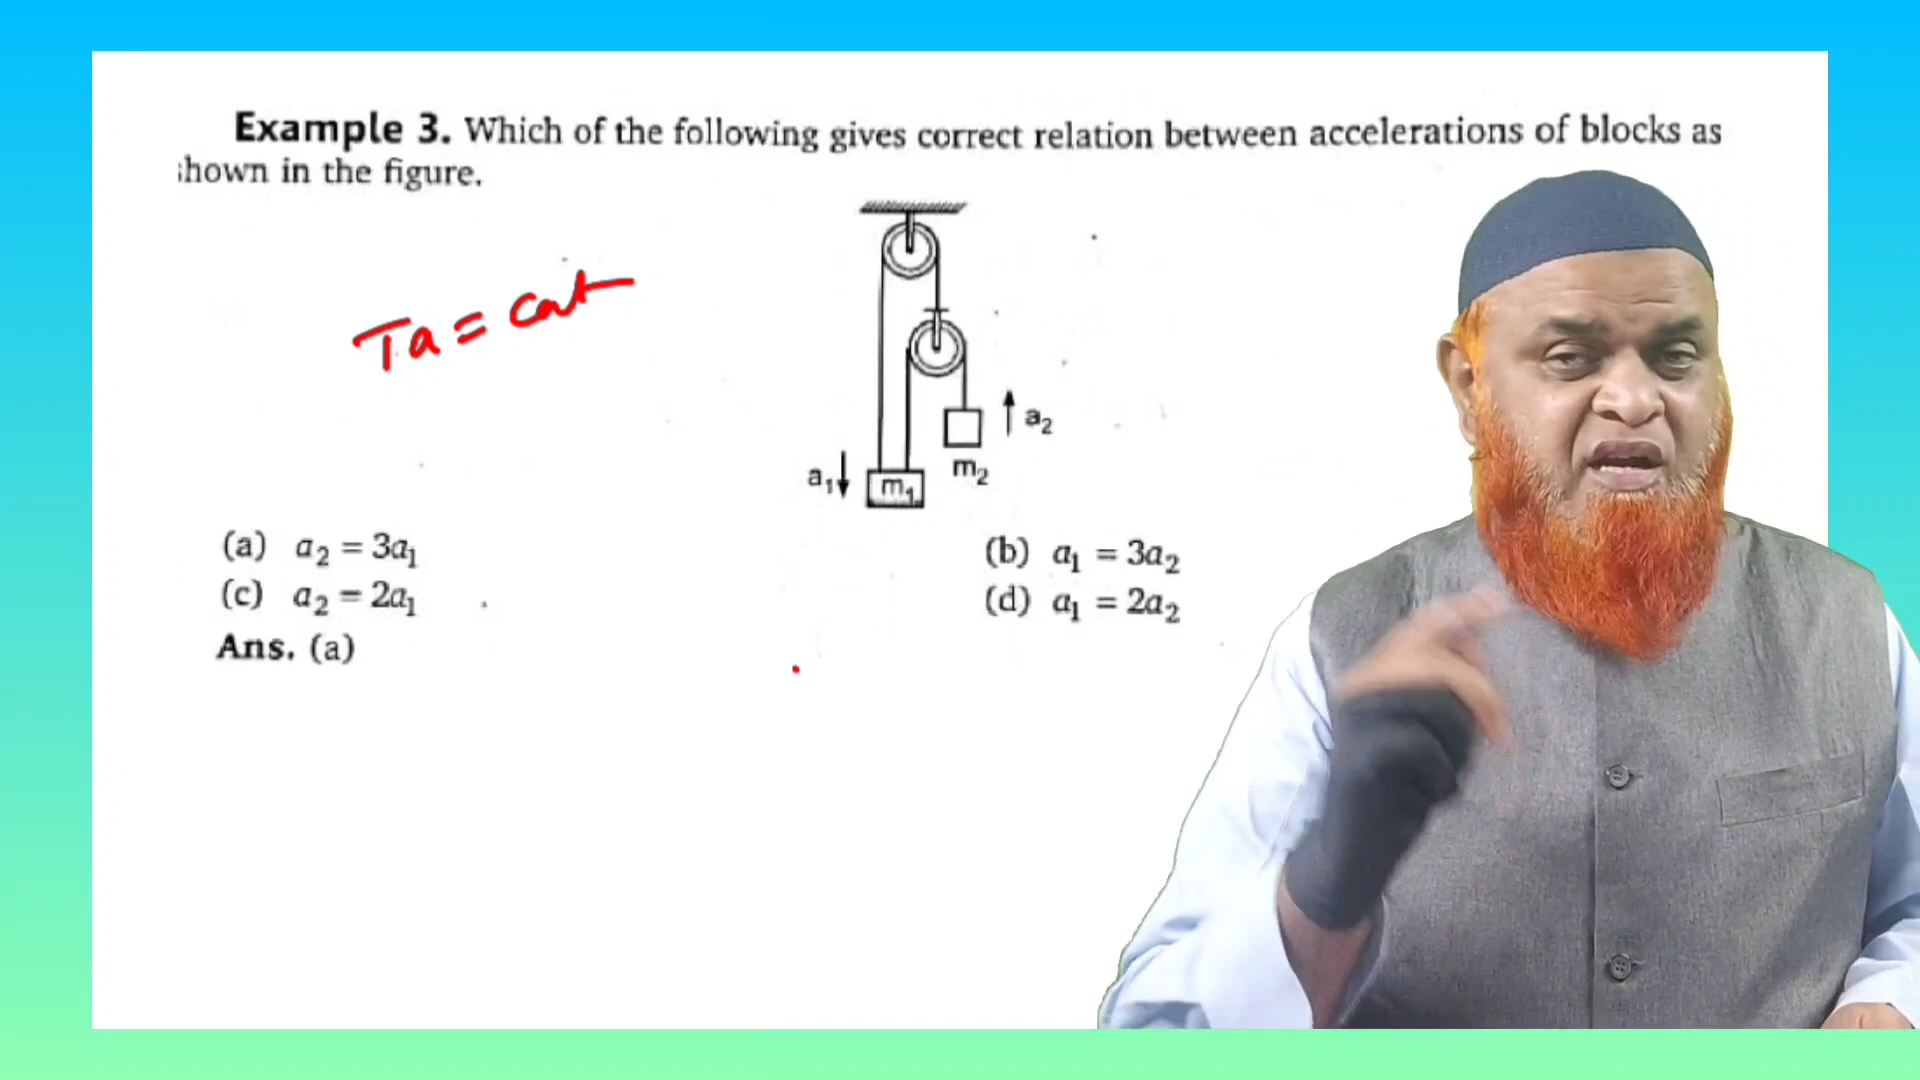 Example 3. Which of the following gives correct relation between accelerations of blocks as
shown in the figure.
Ta = cat
a₂
a₁
m₁
m₂
(a) a₂ = 3a₁
(b) a₁ = 3a₂
(c) a₂ = 2a₁
(d) a₁ = 2a₂
Ans. (a)